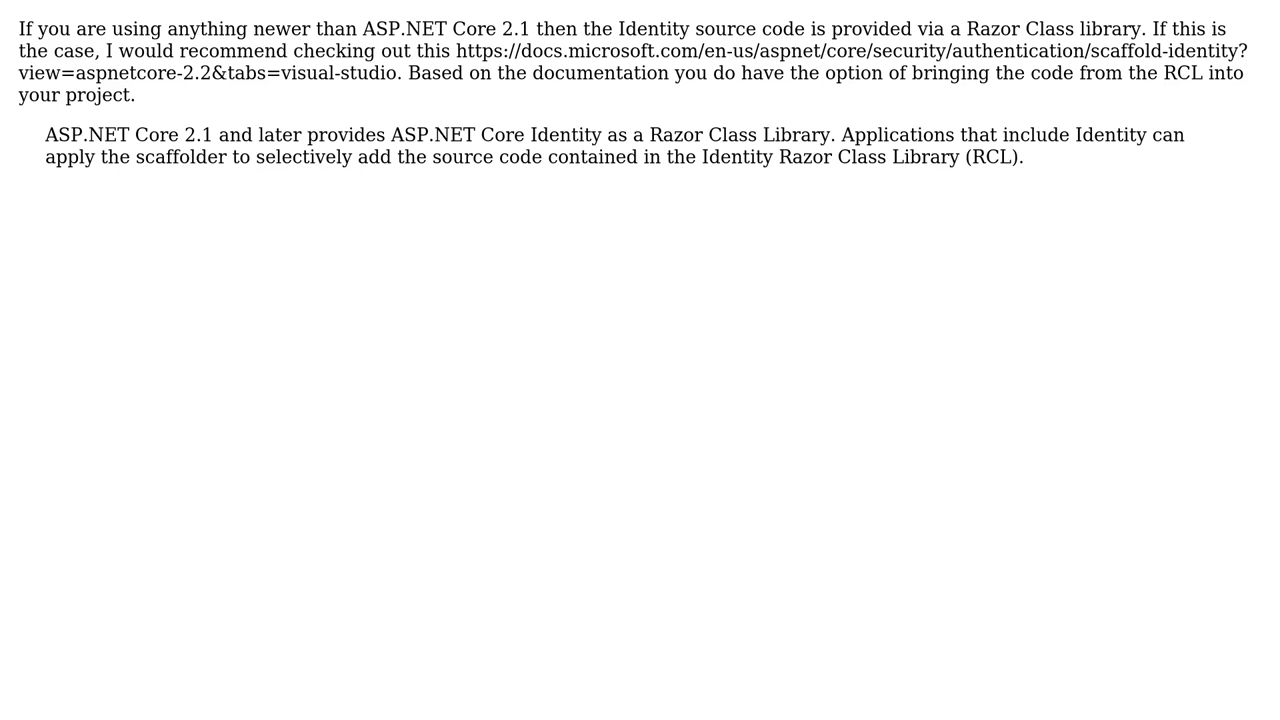 If you are using anything newer than ASP.NET Core 2.1 then the Identity source code is provided via a Razor Class library. If this is
the case, I would recommend checking out this https://docs.microsoft.com/en-us/aspnet/core/security/authentication/scaffold-identity?
view=aspnetcore-2.2&tabs=visual-studio. Based on the documentation you do have the option of bringing the code from the RCL into
your project.
ASP.NET Core 2.1 and later provides ASP.NET Core Identity as a Razor Class Library. Applications that include Identity can
apply the scaffolder to selectively add the source code contained in the Identity Razor Class Library (RCL).